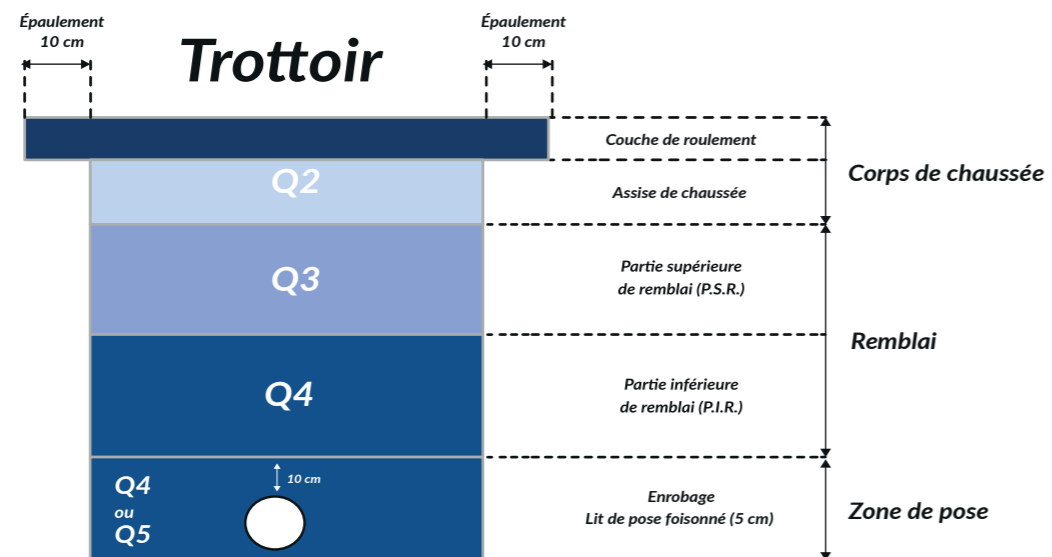 Épaulement
10 cm
Trottoir
Épaulement
10 cm
Couche de roulement
Corps de chaussée
Q2
Assise de chaussée
Q3
Partie supérieure
de remblai (P.S.R.)
Remblai
Q4
Partie inférieure
de remblai (P.I.R.)
Q4
ou
Q5
10 cm
Enrobage
Lit de pose foisonné (5 cm)
Zone de pose